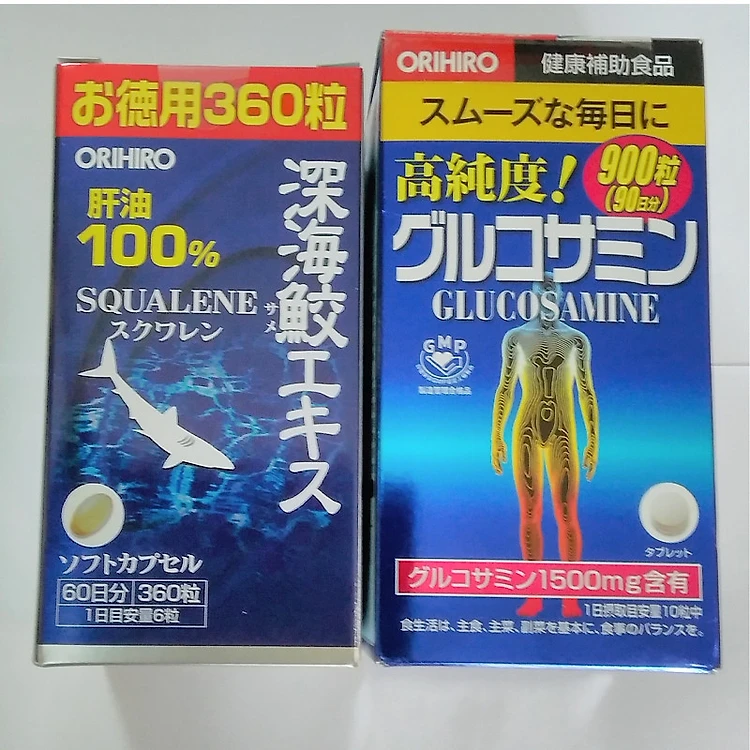 お徳用360粒
ORIHIRO
肝油
100%
SQUALENE
スクワレン
深海鮫エキス
サメ
ソフトカプセル
60日分 360粒
1日目安量6粒
ORIHIRO 健康補助食品
スムーズな毎日に
高純度!
900粒
(90日分)
グルコサミン
GLUCOSAMINE
GMP
製造管理合格品
タブレット
グルコサミン1500mg含有
1日摂取目安量10粒中
食生活は、主食、主菜、副菜を基本に、食事のバランスを。